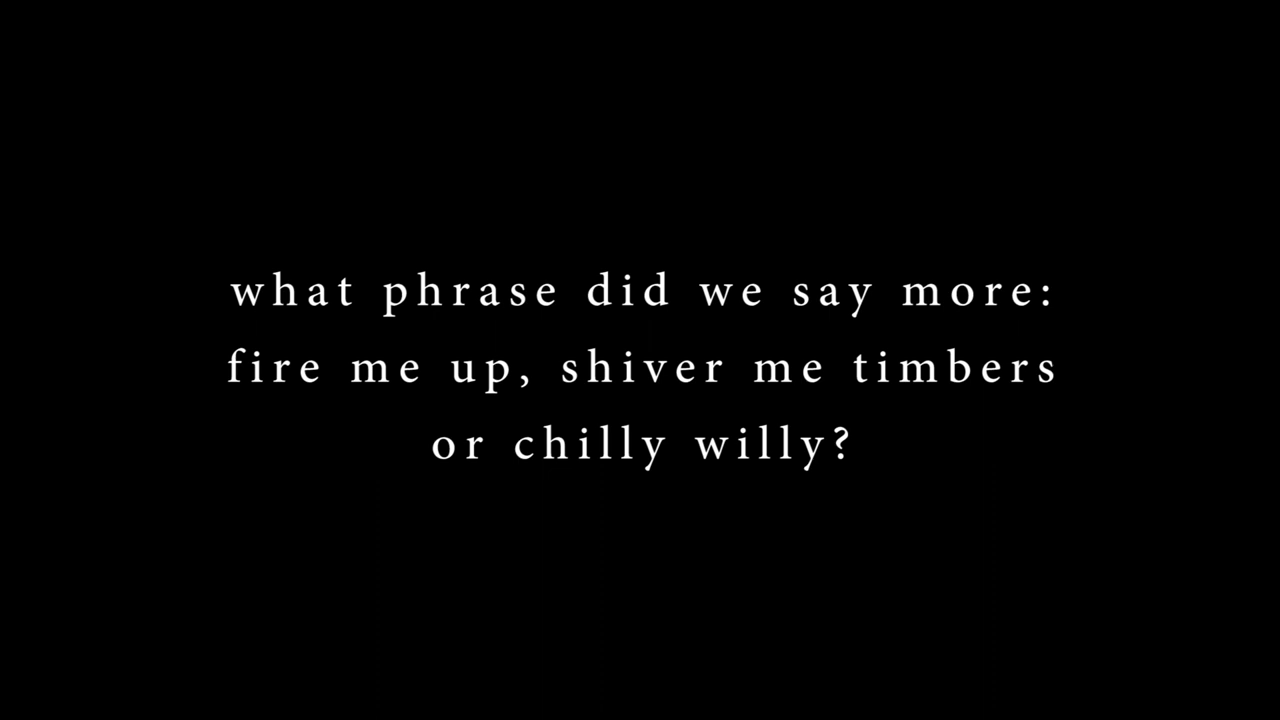 what phrase did we say more:
fire me up, shiver me timbers
or chilly willy?